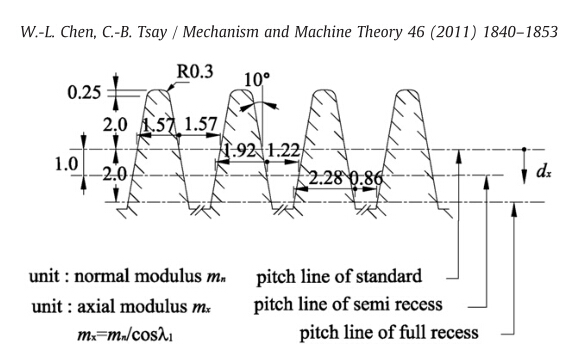 W.-L. Chen, C.-B. Tsay / Mechanism and Machine Theory 46 (2011) 1840–1853
R0.3
10°
0.25
2.0
1.57
1.57
1.92
1.22
1.0
2.0
2.28
0.86
dₓ
unit : normal modulus mₙ
pitch line of standard
unit : axial modulus mₓ
pitch line of semi recess
mₓ=mₙ/cosλ₁
pitch line of full recess